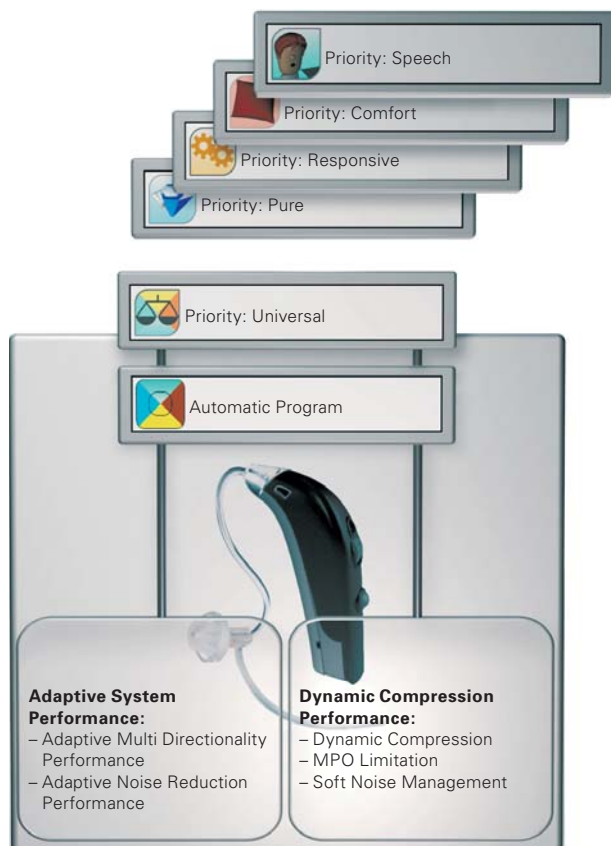 Priority: Speech
Priority: Comfort
Priority: Responsive
Priority: Pure
Priority: Universal
Automatic Program
Adaptive System
Performance:
– Adaptive Multi Directionality
Performance
– Adaptive Noise Reduction
Performance
Dynamic Compression
Performance:
– Dynamic Compression
– MPO Limitation
– Soft Noise Management